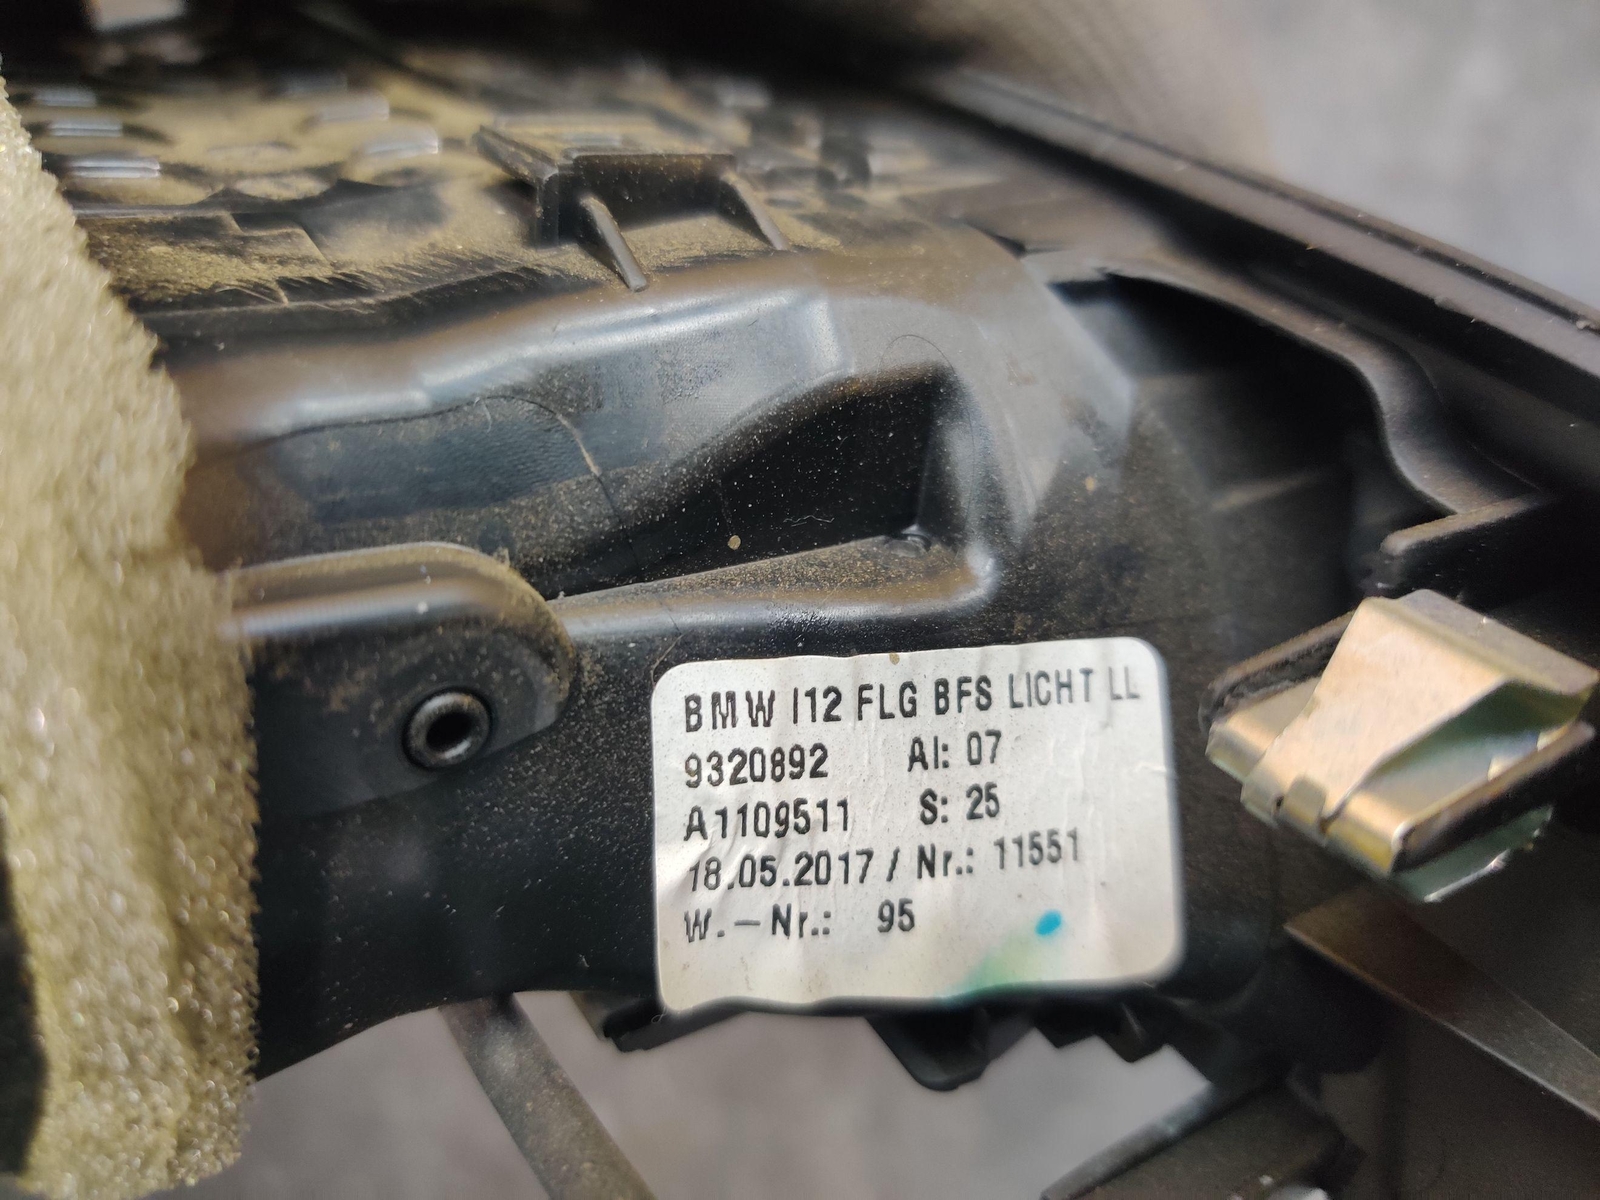 BMW I12 FLG BFS LICHT LL
9320892 AI: 07
A1109511 S: 25
18.05.2017 / Nr.: 11551
W.-Nr.: 95